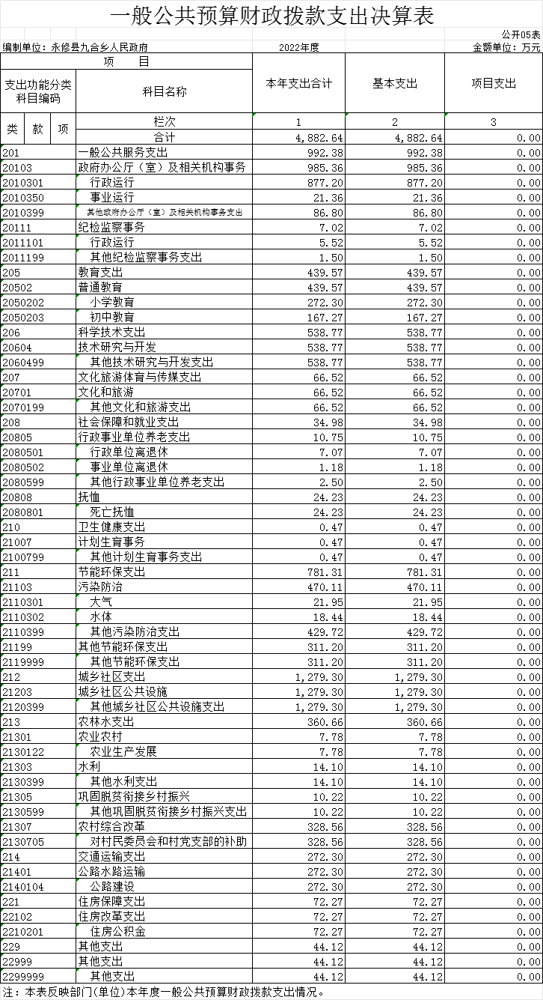 一般公共预算财政拨款支出决算表
公开05表
编制单位：永修县九合乡人民政府 2022年度 金额单位：万元
项 目 本年支出合计 基本支出 项目支出
支出功能分类科目编码 科目名称
类 款 项 栏次 1 2 3
合计 4,882.64 4,882.64 0.00
201 一般公共服务支出 992.38 992.38 0.00
20103 政府办公厅（室）及相关机构事务 985.36 985.36 0.00
2010301 行政运行 877.20 877.20 0.00
2010350 事业运行 21.36 21.36 0.00
2010399 其他政府办公厅（室）及相关机构事务支出 86.80 86.80 0.00
20111 纪检监察事务 7.02 7.02 0.00
2011101 行政运行 5.52 5.52 0.00
2011199 其他纪检监察事务支出 1.50 1.50 0.00
205 教育支出 439.57 439.57 0.00
20502 普通教育 439.57 439.57 0.00
2050202 小学教育 272.30 272.30 0.00
2050203 初中教育 167.27 167.27 0.00
206 科学技术支出 538.77 538.77 0.00
20604 技术研究与开发 538.77 538.77 0.00
2060499 其他技术研究与开发支出 538.77 538.77 0.00
207 文化旅游体育与传媒支出 66.52 66.52 0.00
20701 文化和旅游 66.52 66.52 0.00
2070199 其他文化和旅游支出 66.52 66.52 0.00
208 社会保障和就业支出 34.98 34.98 0.00
20805 行政事业单位养老支出 10.75 10.75 0.00
2080501 行政单位离退休 7.07 7.07 0.00
2080502 事业单位离退休 1.18 1.18 0.00
2080599 其他行政事业单位养老支出 2.50 2.50 0.00
20808 抚恤 24.23 24.23 0.00
2080801 死亡抚恤 24.23 24.23 0.00
210 卫生健康支出 0.47 0.47 0.00
21007 计划生育事务 0.47 0.47 0.00
2100799 其他计划生育事务支出 0.47 0.47 0.00
211 节能环保支出 781.31 781.31 0.00
21103 污染防治 470.11 470.11 0.00
2110301 大气 21.95 21.95 0.00
2110302 水体 18.44 18.44 0.00
2110399 其他污染防治支出 429.72 429.72 0.00
21199 其他节能环保支出 311.20 311.20 0.00
2119999 其他节能环保支出 311.20 311.20 0.00
212 城乡社区支出 1,279.30 1,279.30 0.00
21203 城乡社区公共设施 1,279.30 1,279.30 0.00
2120399 其他城乡社区公共设施支出 1,279.30 1,279.30 0.00
213 农林水支出 360.66 360.66 0.00
21301 农业农村 7.78 7.78 0.00
2130122 农业生产发展 7.78 7.78 0.00
21303 水利 14.10 14.10 0.00
2130399 其他水利支出 14.10 14.10 0.00
21305 巩固脱贫衔接乡村振兴 10.22 10.22 0.00
2130599 其他巩固脱贫衔接乡村振兴支出 10.22 10.22 0.00
21307 农村综合改革 328.56 328.56 0.00
2130705 对村民委员会和村党支部的补助 328.56 328.56 0.00
214 交通运输支出 272.30 272.30 0.00
21401 公路水路运输 272.30 272.30 0.00
2140104 公路建设 272.30 272.30 0.00
221 住房保障支出 72.27 72.27 0.00
22102 住房改革支出 72.27 72.27 0.00
2210201 住房公积金 72.27 72.27 0.00
229 其他支出 44.12 44.12 0.00
22999 其他支出 44.12 44.12 0.00
2299999 其他支出 44.12 44.12 0.00
注：本表反映部门(单位)本年度一般公共预算财政拨款支出情况。